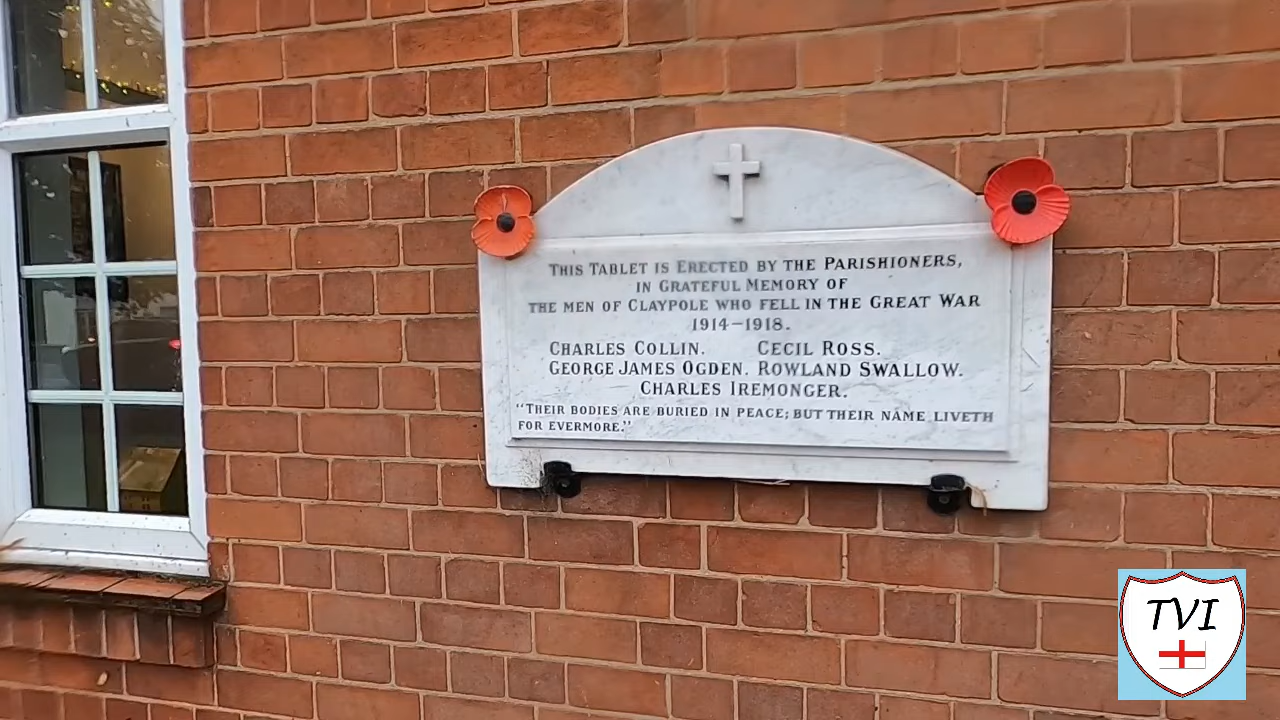 THIS TABLET IS ERECTED BY THE PARISHIONERS,
IN GRATEFUL MEMORY OF
THE MEN OF CLAYPOLE WHO FELL IN THE GREAT WAR
1914–1918.
CHARLES COLLIN. CECIL ROSS.
GEORGE JAMES OGDEN. ROWLAND SWALLOW.
CHARLES IREMONGER.
"THEIR BODIES ARE BURIED IN PEACE; BUT THEIR NAME LIVETH
FOR EVERMORE."
TVI